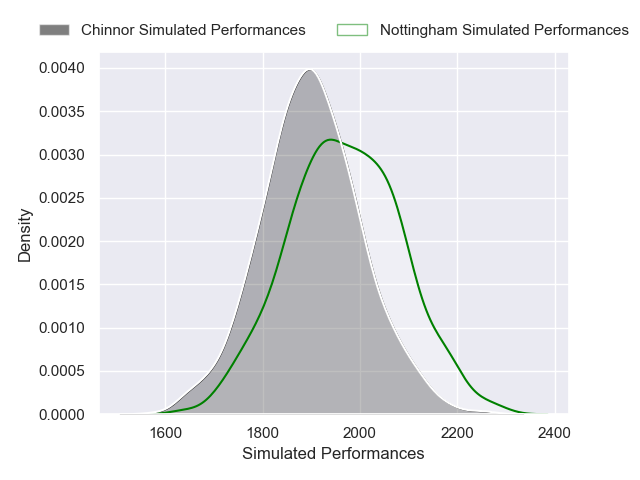 Chinnor Simulated Performances
Nottingham Simulated Performances
0.0040
0.0035
0.0030
0.0025
0.0020
0.0015
0.0010
0.0005
0.0000
Density
1600 1800 2000 2200 2400
Simulated Performances